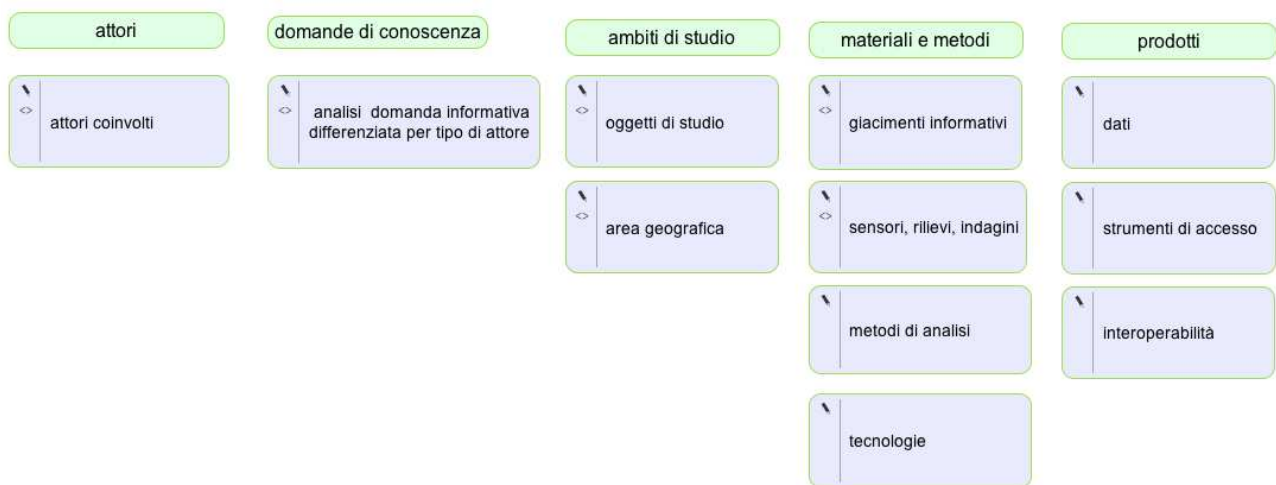 attori
domande di conoscenza
ambiti di studio
materiali e metodi
prodotti
<> attori coinvolti
<> analisi domanda informativa
differenziata per tipo di attore
<> oggetti di studio
<> giacimenti informativi
dati
<> area geografica
<> sensori, rilievi, indagini
strumenti di accesso
metodi di analisi
interoperabilità
tecnologie